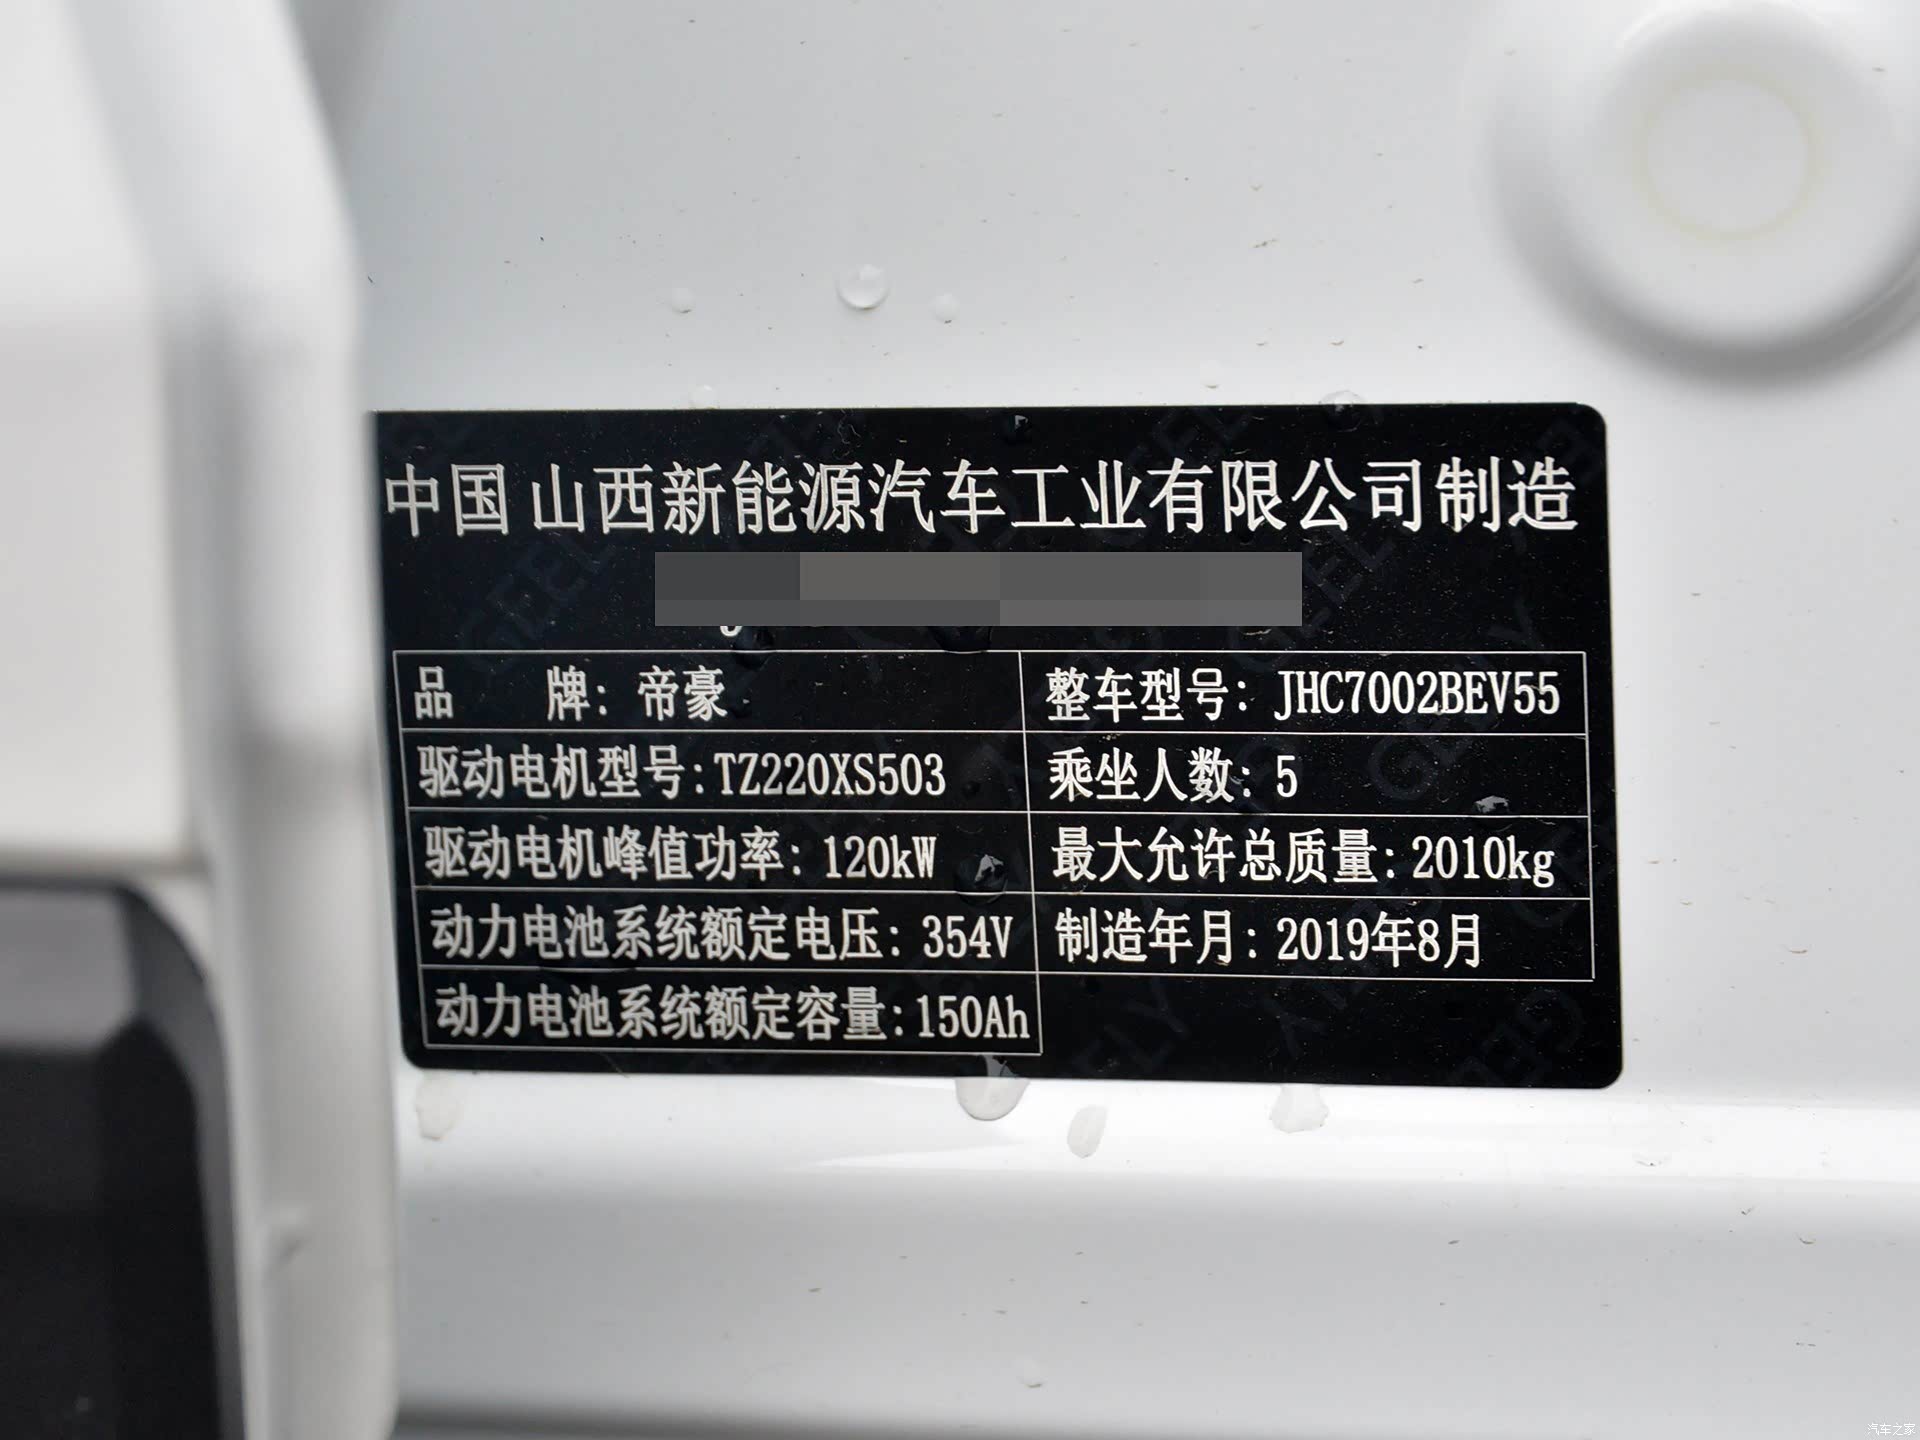 中国 山西新能源汽车工业有限公司制造
品 牌: 帝豪
整车型号: JHC7002BEV55
驱动电机型号:TZ220XS503
乘坐人数: 5
驱动电机峰值功率: 120kW
最大允许总质量: 2010kg
动力电池系统额定电压: 354V
制造年月: 2019年8月
动力电池系统额定容量:150Ah
汽车之家